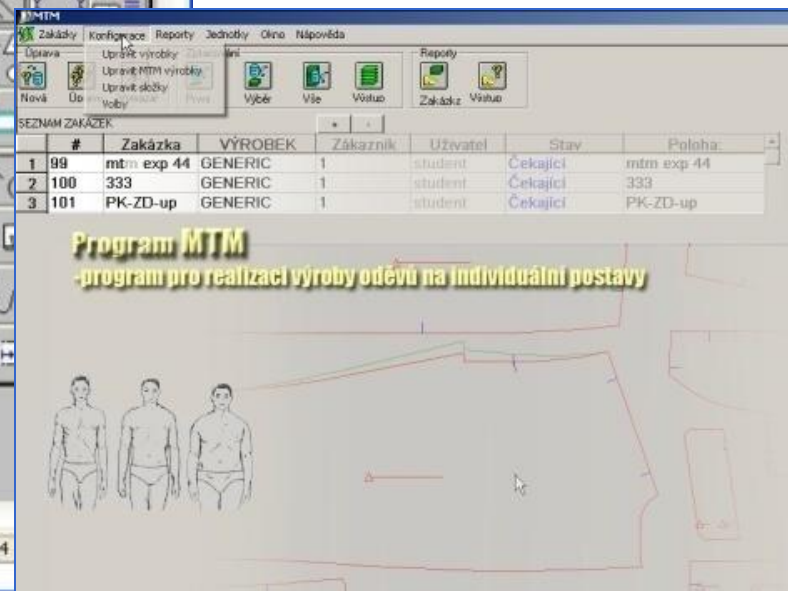 MTM
Zakázky Konfigurace Reporty Jednotky Okno Nápověda
Úprava
Reporty
Upravit výrobky
Upravit MTM výrobky
Upravit složky
Volby
Nová
Výběr Vše Výstup Zakázkz Výstup
SEZNAM ZAKÁZEK
# Zakázka VÝROBEK Zákazník Uživatel Stav Poloha:
1 99 mtm exp 44 GENERIC 1 student Čekající mtm exp 44
2 100 333 GENERIC 1 student Čekající 333
3 101 PK-ZD-up GENERIC 1 student Čekající PK-ZD-up
Program MTM
-program pro realizaci výroby oděvů na individuální postavy
4